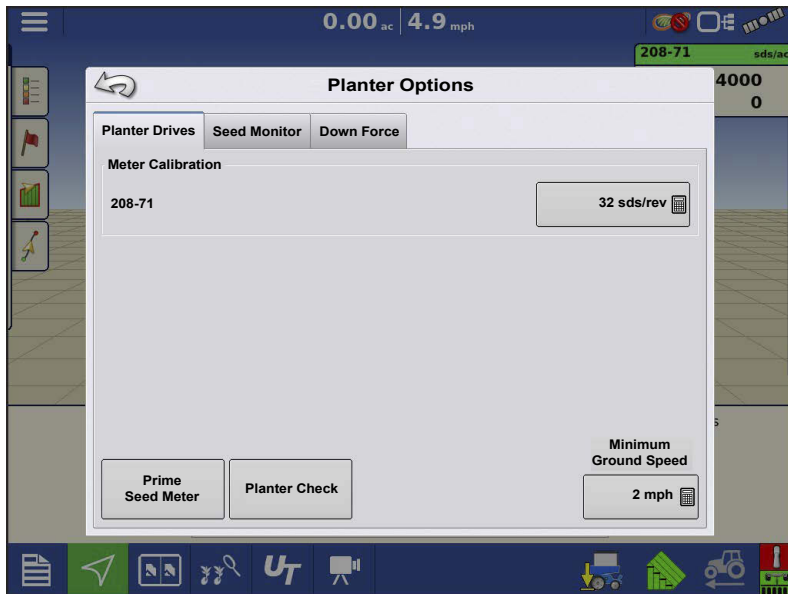 0.00 ac 4.9 mph
208-71 sds/ac
4000
0
Planter Options
Planter Drives Seed Monitor Down Force
Meter Calibration
208-71 32 sds/rev
Minimum
Ground Speed
Prime
Seed Meter
Planter Check
2 mph
UT